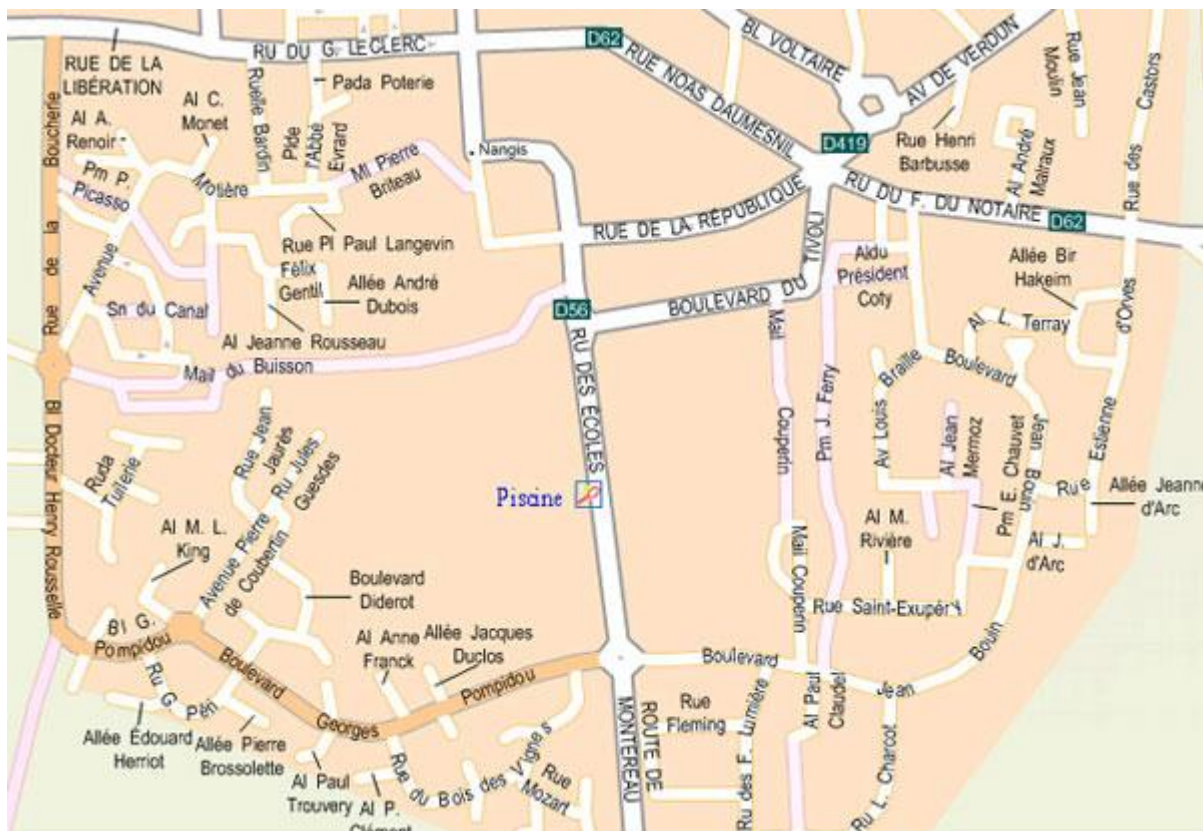 RUE DE LA
LIBÉRATION
RU DU G. LECLERC
D62
BL VOLTAIRE
AV DE VERDUN
RUE NOAS DAUMESNIL
D419
Rue Jean
Moulin
Rue des Castors
Rue Henri
Barbusse
Al André
Malraux
Pada Poterie
Ruelle Bardin
Plde
l'Abbé
Evrard
Al A.
Renoir
Al C.
Monet
Pm P.
Picasso
Motière
Ml Pierre
Briteau
Nangis
Rue de la Boucherie
Avenue
RUE DE LA RÉPUBLIQUE
RU DU F. DU NOTAIRE
D62
Rue Pl Paul Langevin
Félix
Gentil
Allée André
Dubois
Sn du Canal
Al Jeanne Rousseau
Mail du Buisson
D56
BOULEVARD DU TIVOLI
Aldu
Président
Coty
Allée Bir
Hakeim
Al L. Terray
d'Orves
RU DES ÉCOLES
Mail Couperin
Pm J. Ferry
Av Louis Braille
Boulevard
Jean Bouin
Al Jean
Mermoz
Pm E. Chauvet
Rue
Estienne
Allée Jeanne
d'Arc
Al J.
d'Arc
Bl Docteur Henry Rousselle
Ruda
Tuilerie
Rue Jean
Jaurès
Ru Jules
Guesdes
Piscine
Al M. L.
King
Avenue Pierre
de Coubertin
Boulevard
Diderot
Al M.
Rivière
Mail Couperin
Rue Saint-Exupéry
Bl G.
Pompidou
Boulevard
Georges
Pompidou
Al Anne
Franck
Allée Jacques
Duclos
Boulevard
Jean
Bouin
Ru G. Péri
Allée Édouard
Herriot
Allée Pierre
Brossolette
Al Paul
Trouvery
Al P.
Clément
Rue du Bois des Vignes
Rue
Mozart
ROUTE DE
MONTEREAU
Rue
Fleming
Ru des F. Lumière
Al Paul
Claudel
Ru L. Charcot